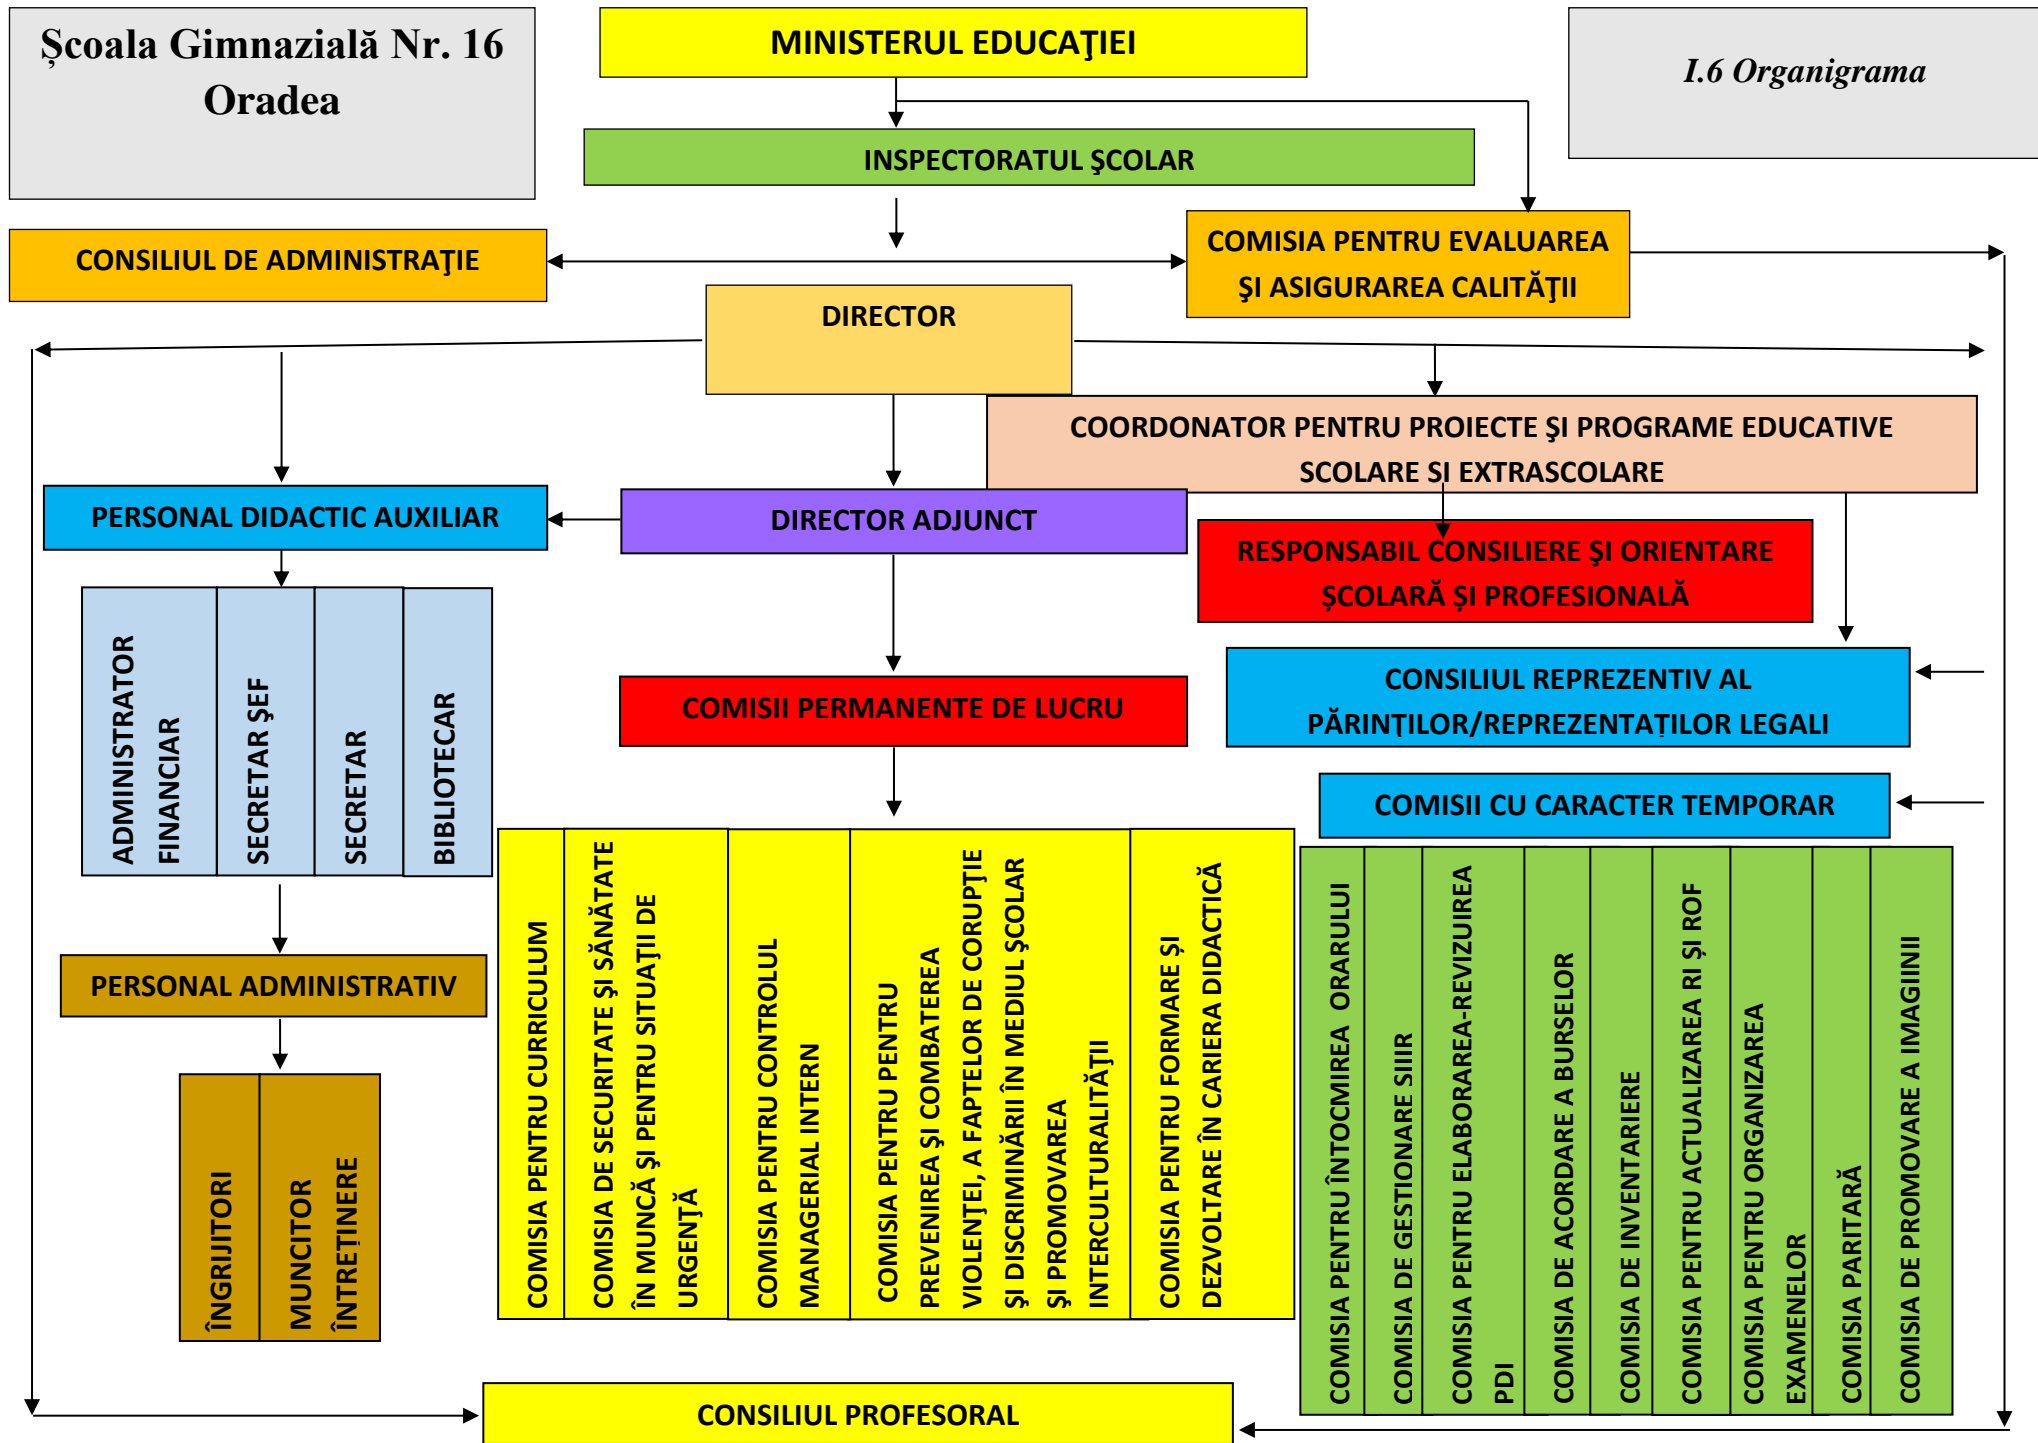 Școala Gimnazială Nr. 16
Oradea
MINISTERUL EDUCAŢIEI
I.6 Organigrama
INSPECTORATUL ŞCOLAR
CONSILIUL DE ADMINISTRAŢIE
COMISIA PENTRU EVALUAREA
ŞI ASIGURAREA CALITĂŢII
DIRECTOR
COORDONATOR PENTRU PROIECTE ŞI PROGRAME EDUCATIVE
SCOLARE SI EXTRASCOLARE
PERSONAL DIDACTIC AUXILIAR
DIRECTOR ADJUNCT
RESPONSABIL CONSILIERE ŞI ORIENTARE
ȘCOLARĂ ȘI PROFESIONALĂ
ADMINISTRATOR
FINANCIAR
SECRETAR ŞEF
SECRETAR
BIBLIOTECAR
COMISII PERMANENTE DE LUCRU
CONSILIUL REPREZENTIV AL
PĂRINŢILOR/REPREZENTAȚILOR LEGALI
COMISII CU CARACTER TEMPORAR
PERSONAL ADMINISTRATIV
ÎNGRIJITORI
MUNCITOR
ÎNTREȚINERE
COMISIA PENTRU CURRICULUM
COMISIA DE SECURITATE ŞI SĂNĂTATE
ÎN MUNCĂ ŞI PENTRU SITUAŢII DE
URGENŢĂ
COMISIA PENTRU CONTROLUL
MANAGERIAL INTERN
COMISIA PENTRU PENTRU
PREVENIREA ŞI COMBATEREA
VIOLENŢEI, A FAPTELOR DE CORUPŢIE
ŞI DISCRIMINĂRII ÎN MEDIUL ŞCOLAR
ŞI PROMOVAREA
INTERCULTURALITĂŢII
COMISIA PENTRU FORMARE ȘI
DEZVOLTARE ÎN CARIERA DIDACTICĂ
COMISIA PENTRU ÎNTOCMIREA ORARULUI
COMISIA DE GESTIONARE SIIIR
COMISIA PENTRU ELABORAREA-REVIZUIREA
PDI
COMISIA DE ACORDARE A BURSELOR
COMISIA DE INVENTARIERE
COMISIA PENTRU ACTUALIZAREA RI ȘI ROF
COMISIA PENTRU ORGANIZAREA
EXAMENELOR
COMISIA PARITARĂ
COMISIA DE PROMOVARE A IMAGIINII
CONSILIUL PROFESORAL